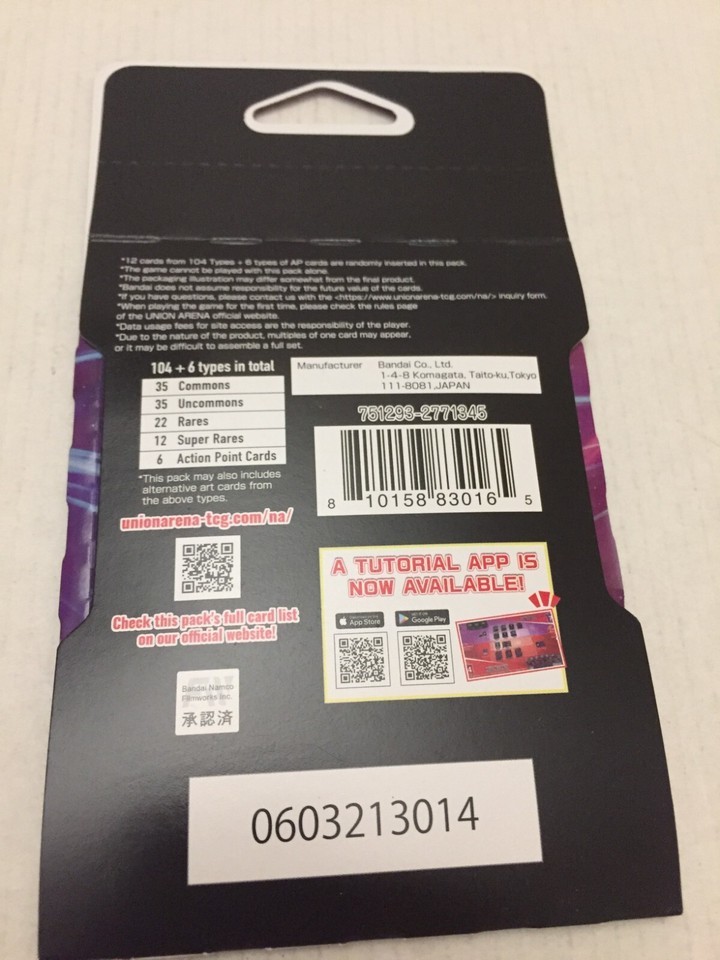 *12 cards from 104 Types + 6 types of AP cards are randomly inserted in this pack.
*The game cannot be played with this pack alone.
*The packaging illustration may differ somewhat from the final product.
*Bandai does not assume responsibility for the future value of the cards.
*If you have questions, please contact us with the <https://www.unionarena-tcg.com/na/> inquiry form.
*When playing the game for the first time, please check the rules page
of the UNION ARENA official website.
*Data usage fees for site access are the responsibility of the player.
*Due to the nature of the product, multiples of one card may appear,
or it may be difficult to assemble a full set.
104 + 6 types in total
35 Commons
35 Uncommons
22 Rares
12 Super Rares
6 Action Point Cards
*This pack may also includes
alternative art cards from
the above types.
unionarena-tcg.com/na/
Check this pack's full card list
on our official website!
Bandai Namco
Filmworks Inc.
承認済
Manufacturer
Bandai Co., Ltd.
1-4-8 Komagata, Taito-ku,Tokyo
111-8081,JAPAN
761293-2771345
8 10158 83016 5
A TUTORIAL APP IS
NOW AVAILABLE!
App Store
Google Play
0603213014